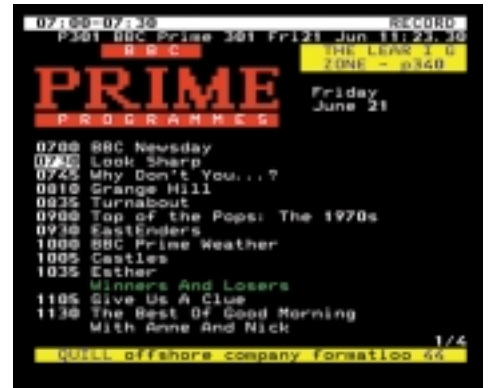 07:00-07:30 RECORD
P301 BBC Prime 301 Fri21 Jun 11:23.30
BBC
THE LEAR I G
ZONE - p340
PRIME
Friday
June 21
PROGRAMMES
0700 BBC Newsday
0730 Look Sharp
0745 Why Don't You...?
0810 Grange Hill
0835 Turnabout
0900 Top of the Pops: The 1970s
0930 EastEnders
1000 BBC Prime Weather
1005 Castles
1035 Esther
Winners And Losers
1105 Give Us A Clue
1130 The Best Of Good Morning
With Anne And Nick
1/4
QUILL offshore company formatioo 44